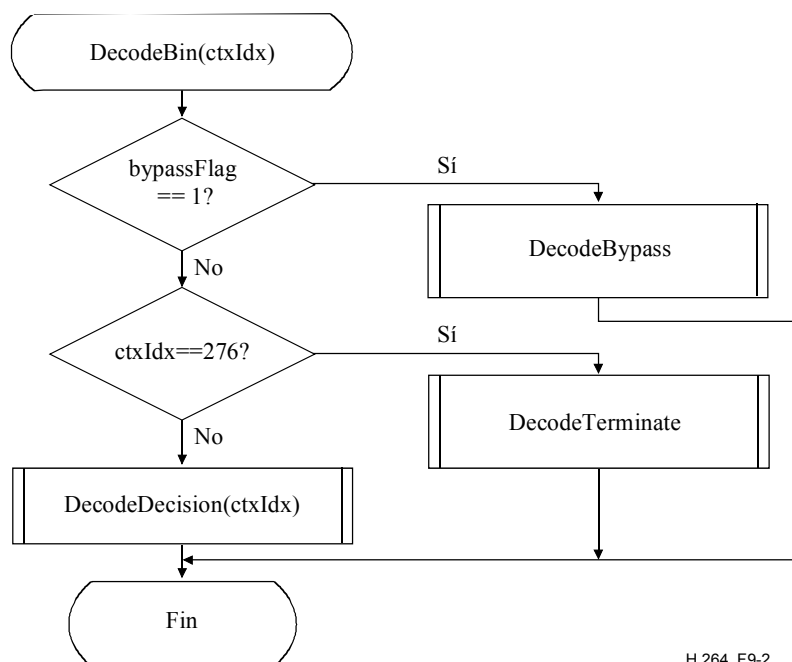 DecodeBin(ctxIdx)
bypassFlag
== 1?
Sí
DecodeBypass
No
ctxIdx==276?
Sí
DecodeTerminate
No
DecodeDecision(ctxIdx)
Fin
H.264_F9-2